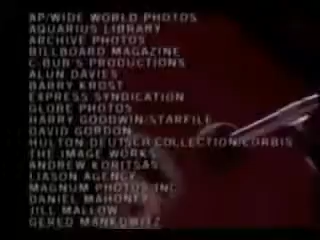 AP/WIDE WORLD PHOTOS
AQUARIUS LIBRARY
ARCHIVE PHOTOS
BILLBOARD MAGAZINE
C-BUB'S PRODUCTIONS
ALUN DAVIES
BARRY KROST
EXPRESS SYNDICATION
GLOBE PHOTOS
HARRY GOODWIN/STARFILE
DAVID GORDON
HULTON DEUTSCH COLLECTION/CORBIS
THE IMAGE WORKS
ANDREW KORITSAS
LIASON AGENCY
MAGNUM PHOTOS INC
DANIEL MAHONEY
JILL MALLOW
GERED MANKOWITZ